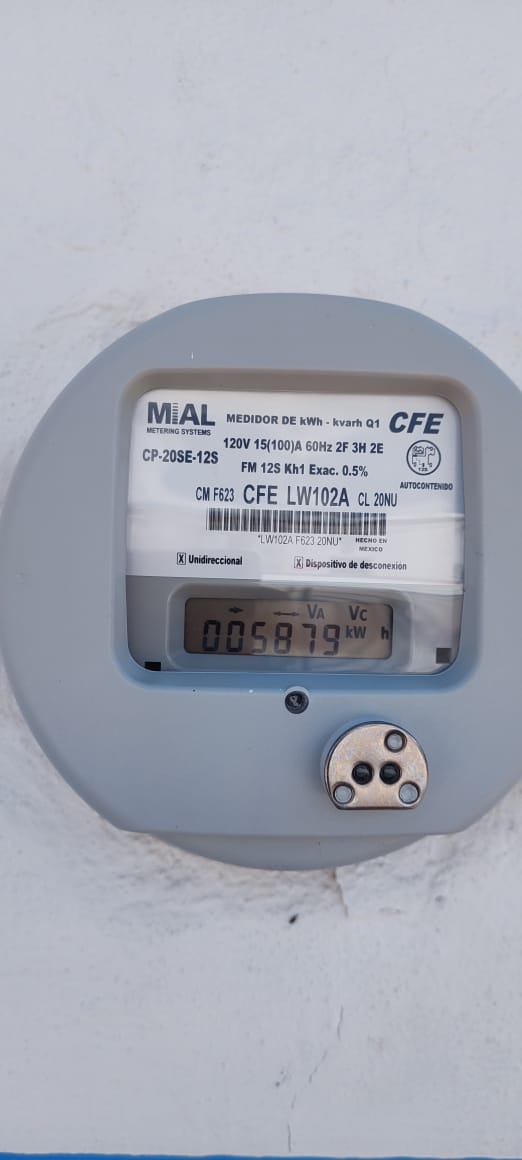 MIAL
METERING SYSTEMS
MEDIDOR DE kWh - kvarh Q1
CFE
120V 15(100)A 60Hz 2F 3H 2E
CP-20SE-12S
FM 12S Kh1 Exac. 0.5%
12S
AUTOCONTENIDO
CM F623 CFE LW102A CL 20NU
*LW102A F623 20NU*
HECHO EN
MEXICO
X Unidireccional
X Dispositivo de desconexión
VA VC
005879 kW h